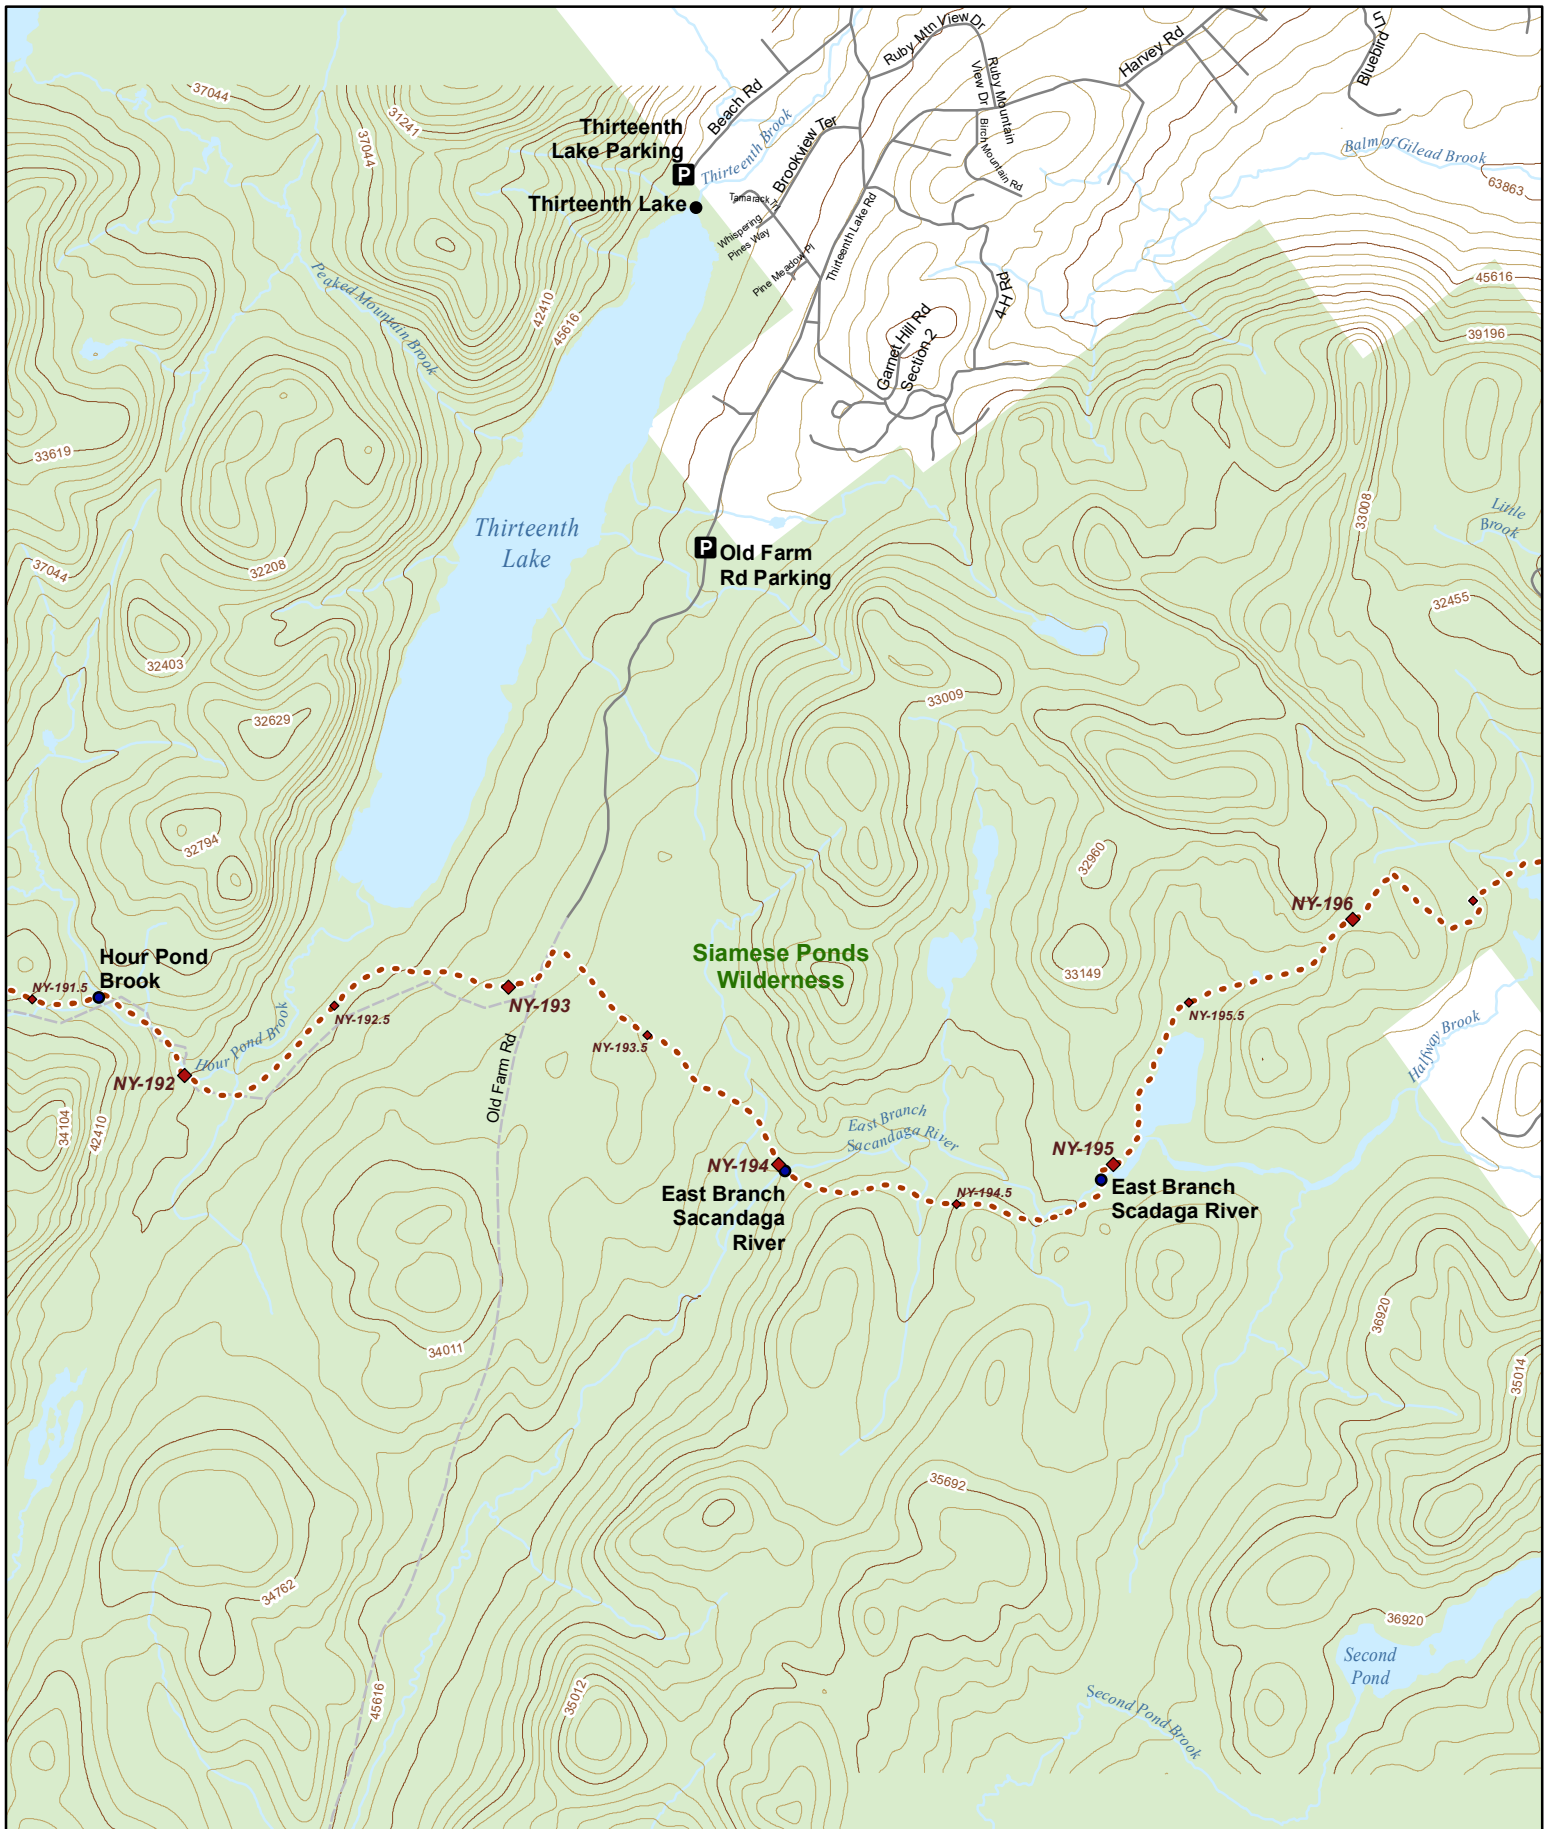 Ruby Mtn View Dr
Harvey Rd
Bluebird Ln
37044
31241
37044
Beach Rd
Ruby Mountain
View Dr
Thirteenth
Lake Parking
P
Thirteenth Brook
Brookview Ter
Birch Mountain Rd
Balm of Gilead Brook
63863
Thirteenth Lake
Tamarack Trl
Whispering
Pines Way
Pine Meadow Pl
Thirteenth Lake Rd
4-H Rd
45616
39196
Peaked Mountain Brook
42410
45616
Garnet Hill Rd
Section 2
33619
33008
Little
Brook
Thirteenth
Lake
P
Old Farm
Rd Parking
37044
32208
32455
32403
33009
32629
32794
32960
NY-196
Siamese Ponds
Wilderness
33149
Hour Pond
Brook
NY-191.5
NY-193
NY-192.5
NY-195.5
NY-193.5
Hour Pond Brook
NY-192
Old Farm Rd
Halfway Brook
34104
42410
East Branch
Sacandaga River
NY-194
NY-195
NY-194.5
East Branch
Sacandaga
River
East Branch
Scadaga River
34011
36920
35014
35692
34762
36920
Second
Pond
45616
35012
Second Pond Brook